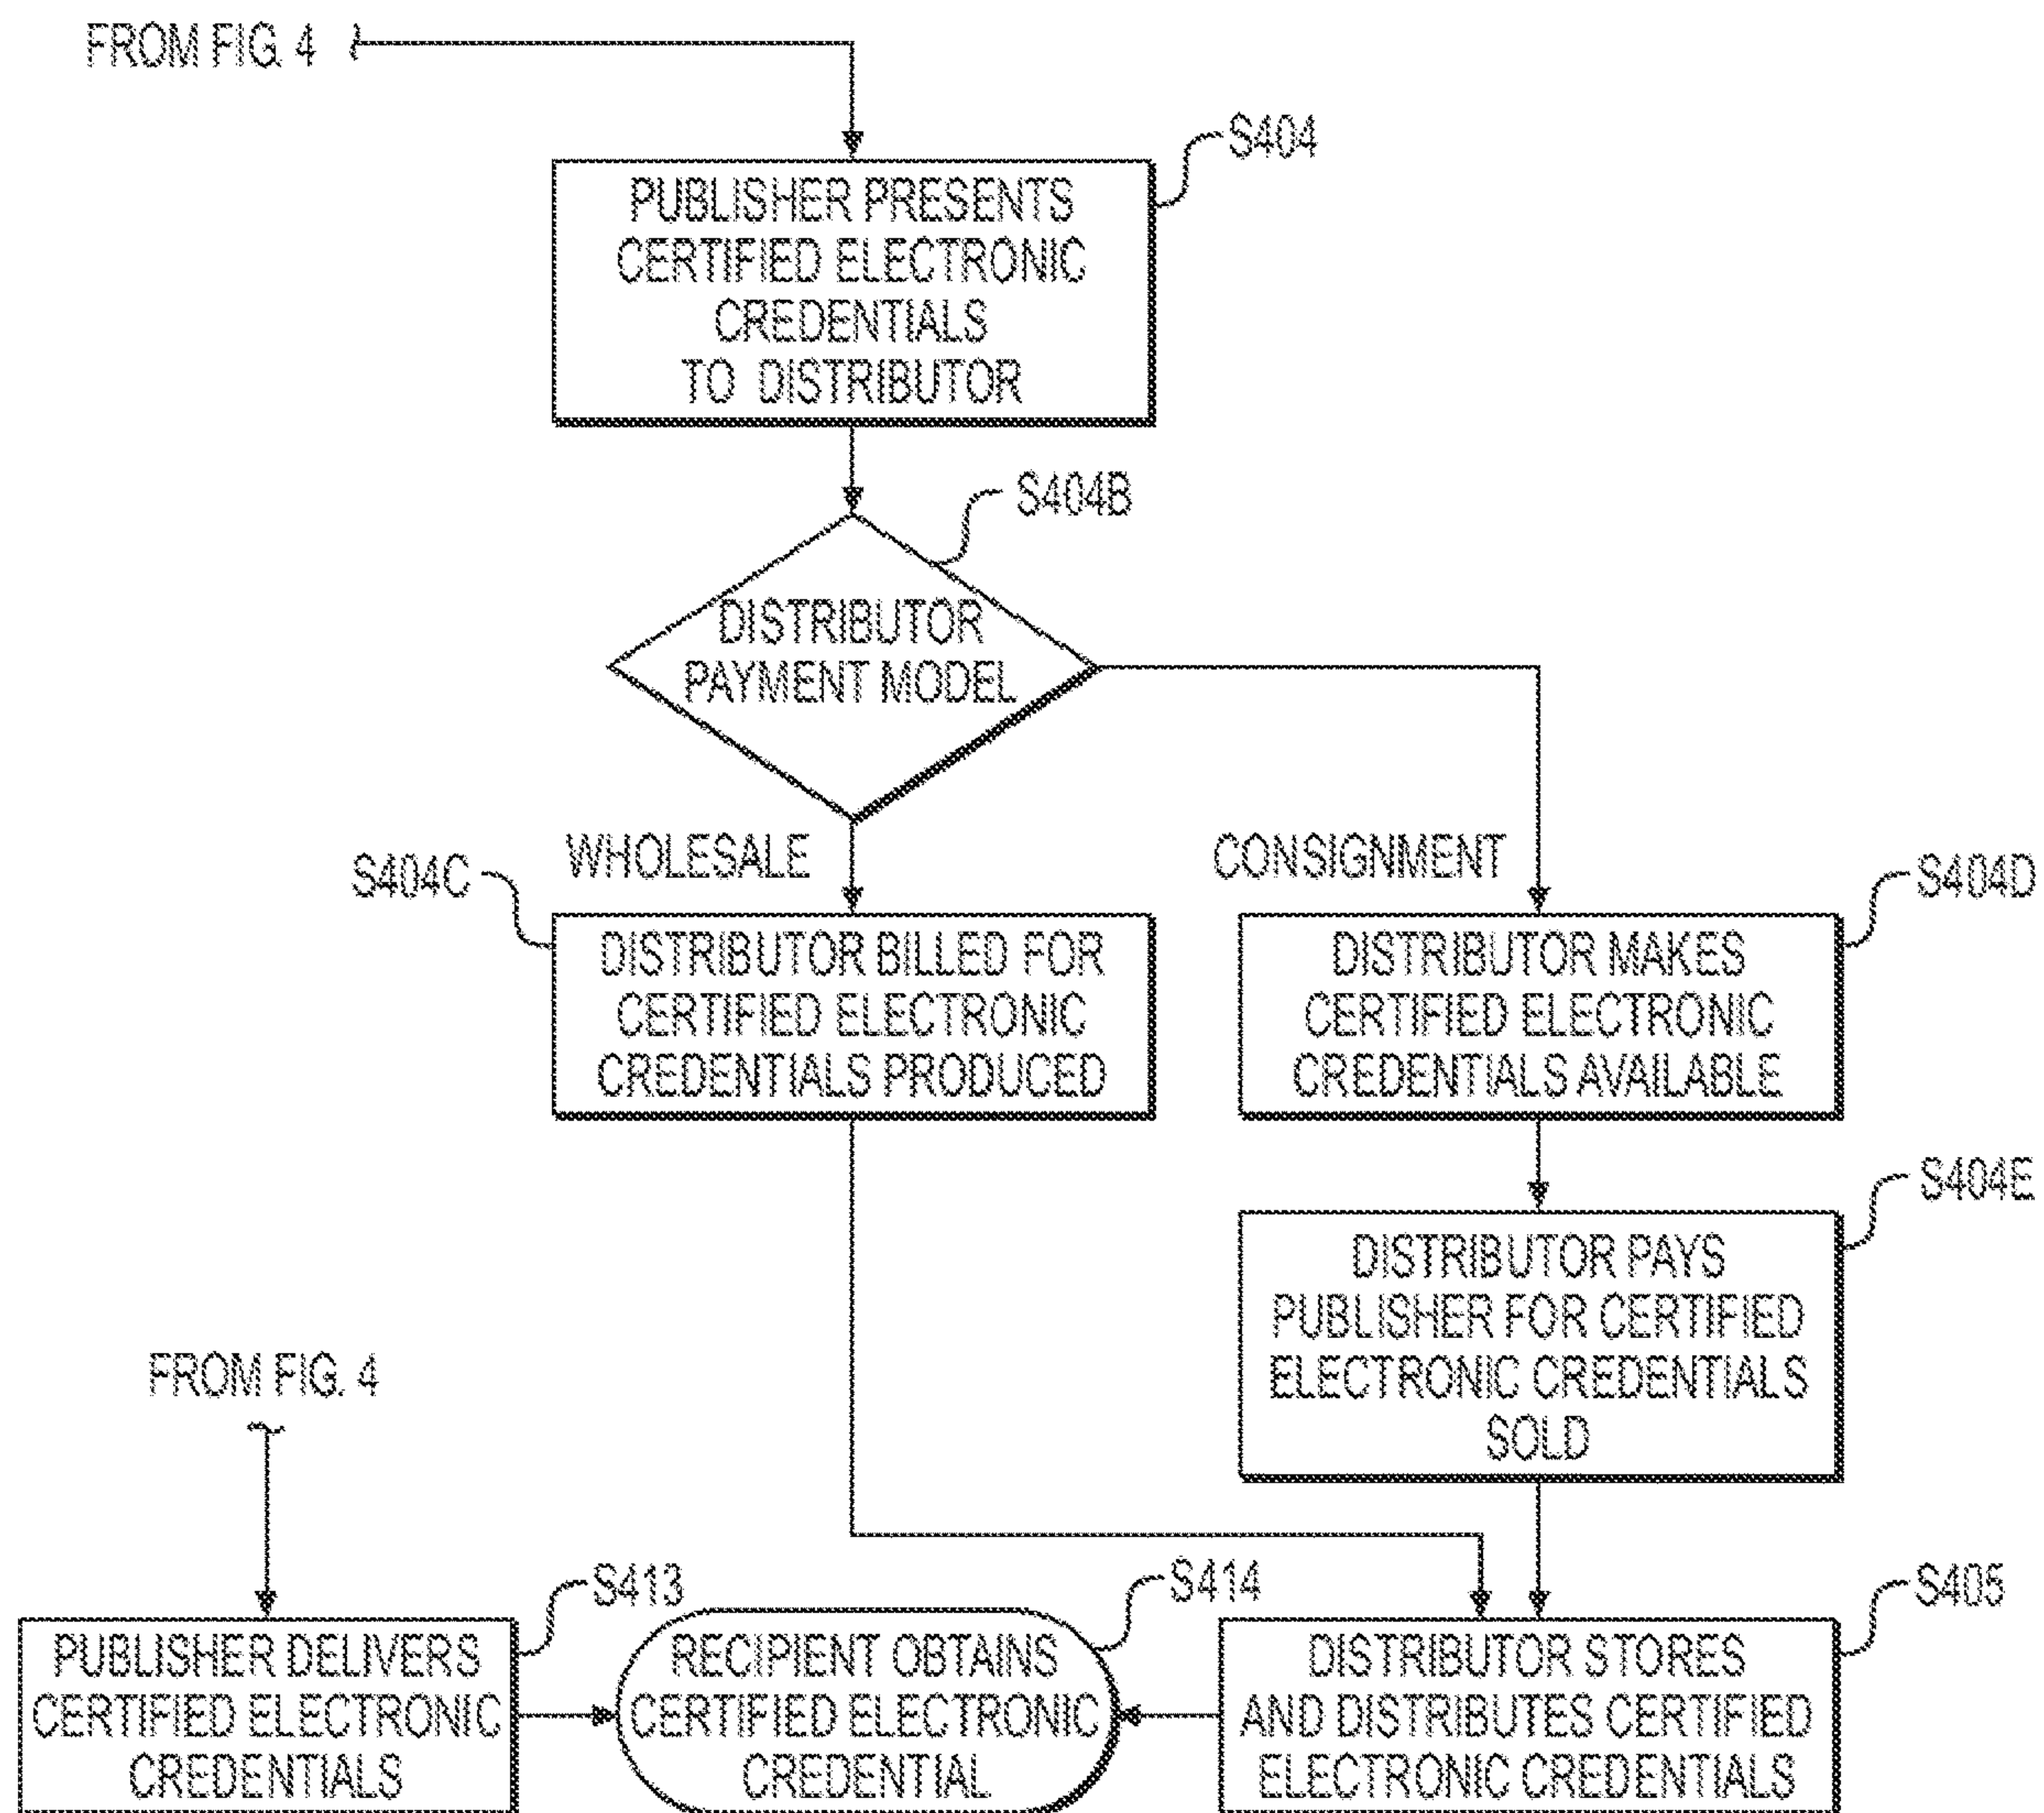 FROM FIG. 4
S404
PUBLISHER PRESENTS
CERTIFIED ELECTRONIC
CREDENTIALS
TO DISTRIBUTOR
S404B
DISTRIBUTOR
PAYMENT MODEL
WHOLESALE
CONSIGNMENT
S404C
S404D
DISTRIBUTOR BILLED FOR
CERTIFIED ELECTRONIC
CREDENTIALS PRODUCED
DISTRIBUTOR MAKES
CERTIFIED ELECTRONIC
CREDENTIALS AVAILABLE
S404E
DISTRIBUTOR PAYS
PUBLISHER FOR CERTIFIED
ELECTRONIC CREDENTIALS
SOLD
FROM FIG. 4
S413
S414
S405
PUBLISHER DELIVERS
CERTIFIED ELECTRONIC
CREDENTIALS
RECIPIENT OBTAINS
CERTIFIED ELECTRONIC
CREDENTIAL
DISTRIBUTOR STORES
AND DISTRIBUTES CERTIFIED
ELECTRONIC CREDENTIALS